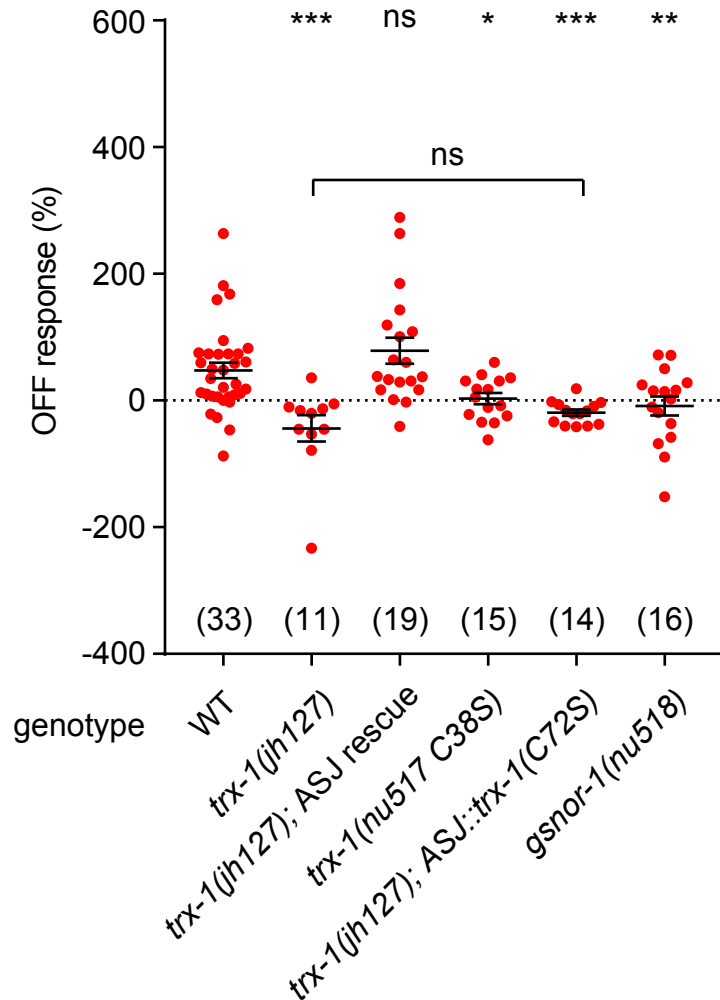 600
*** ns * *** **
400
ns
200
0
-200
(33) (11) (19) (15) (14) (16)
-400
OFF response (%)
genotype
WT
trx-1(jh127)
trx-1(jh127); ASJ rescue
trx-1(nu517 C38S)
trx-1(jh127); ASJ::trx-1(C72S)
gsnor-1(nu518)